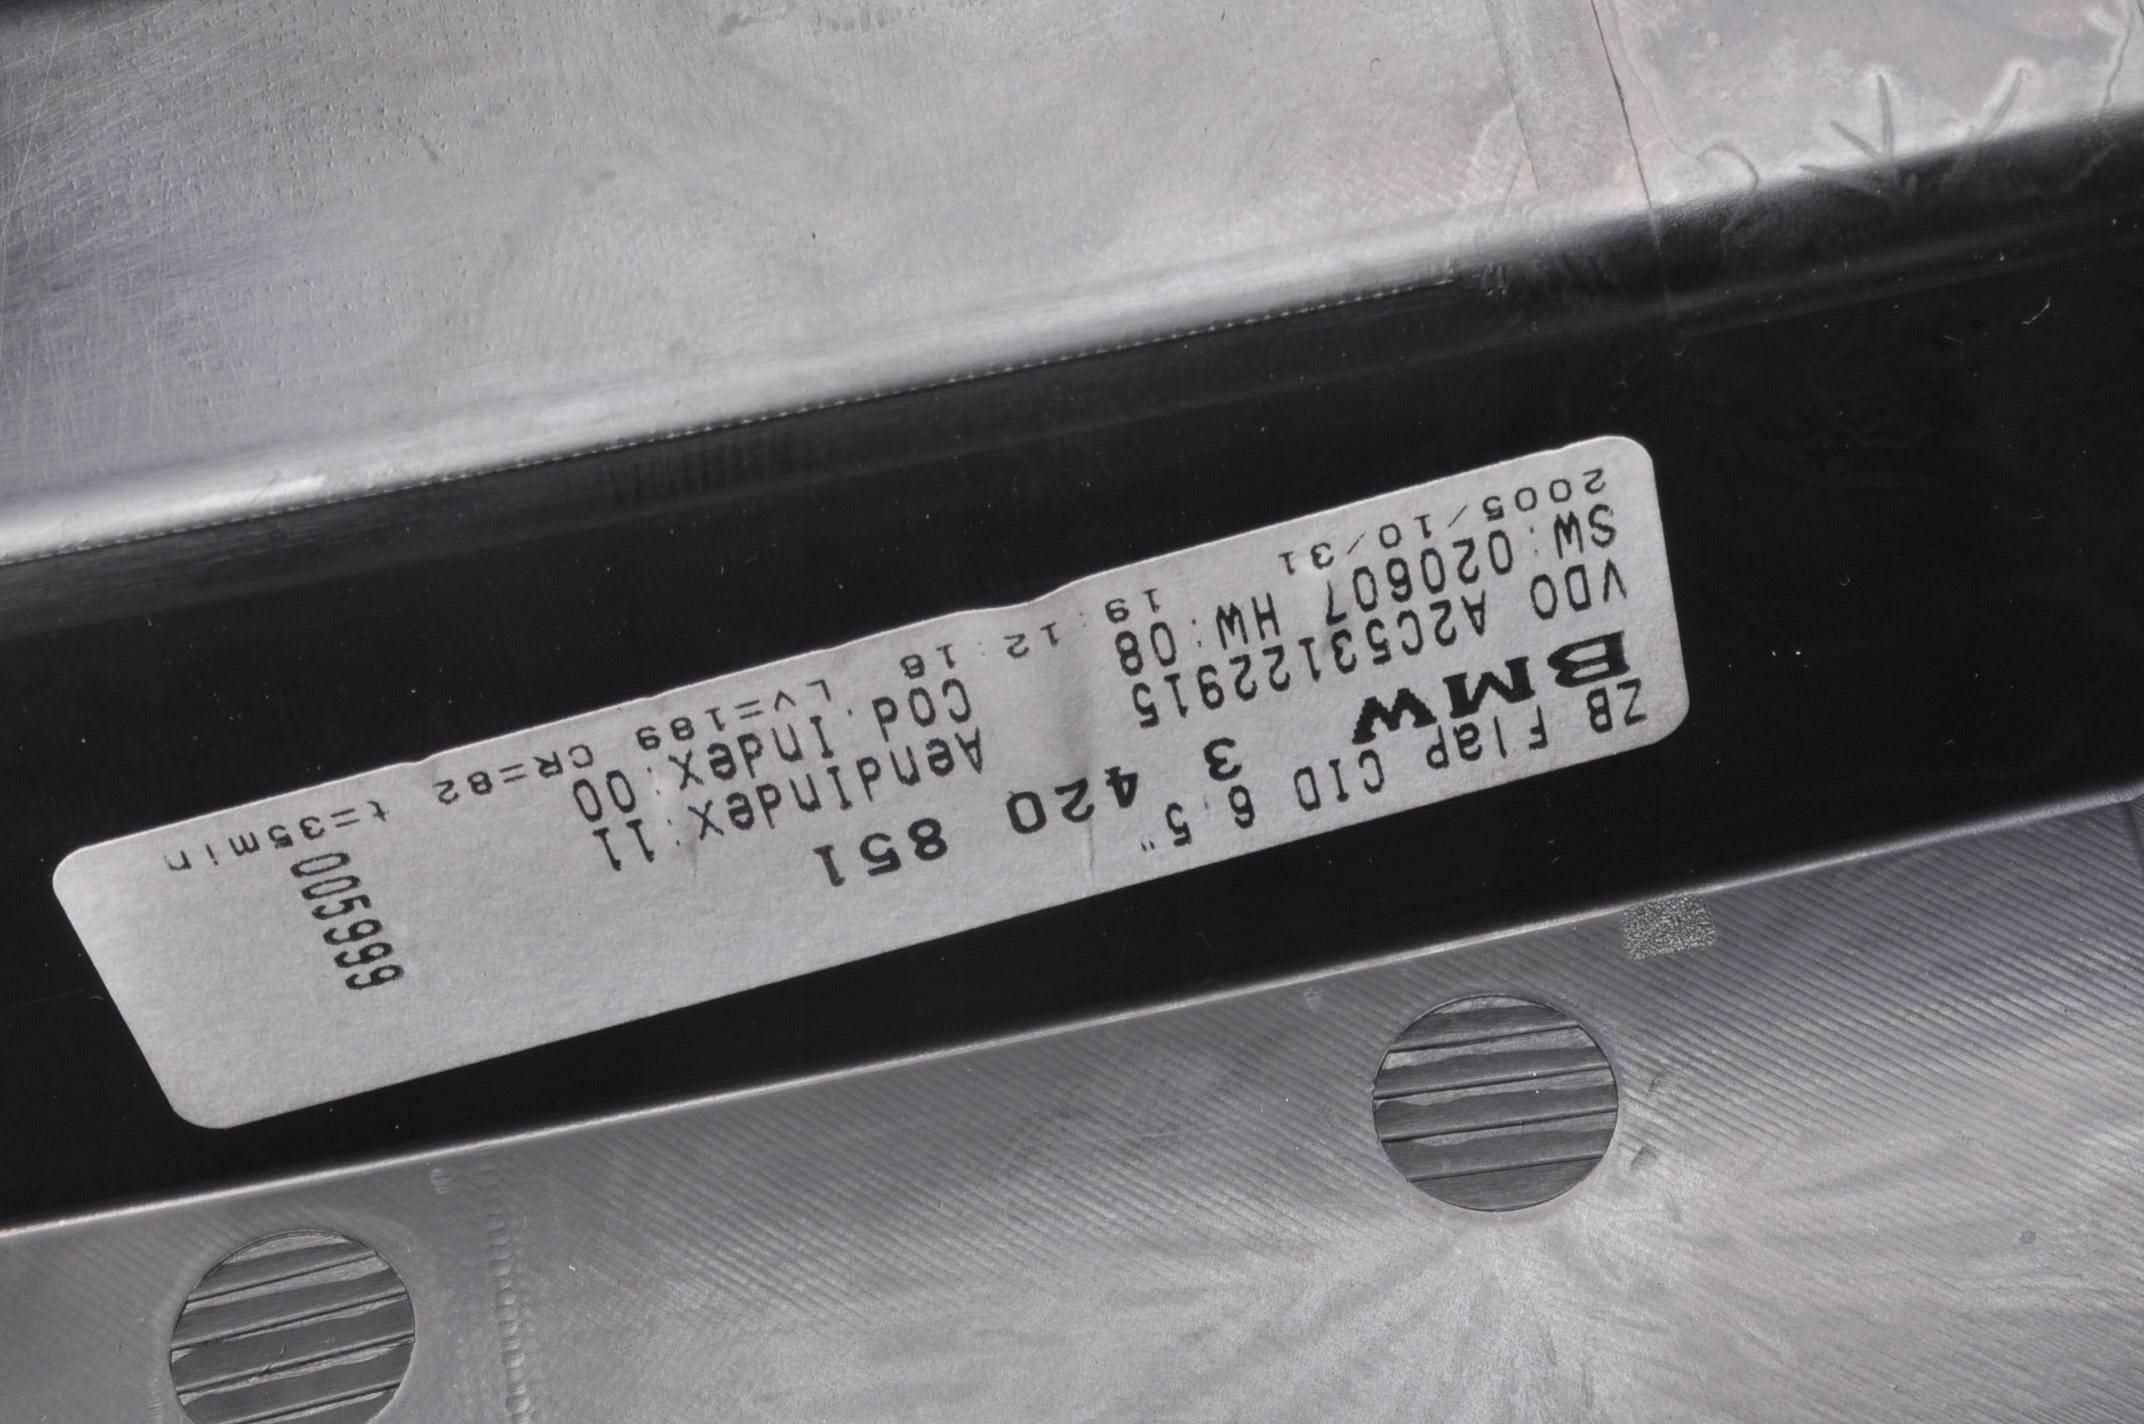 ZB Flap CID 6.5"
BMW 3 420 851
VDO A2C53122915 AendIndex:11
SW:020607 HW:08 Cod.Index:00
2005/10/31 19:12:18 LV=189 CR=82 t=35min